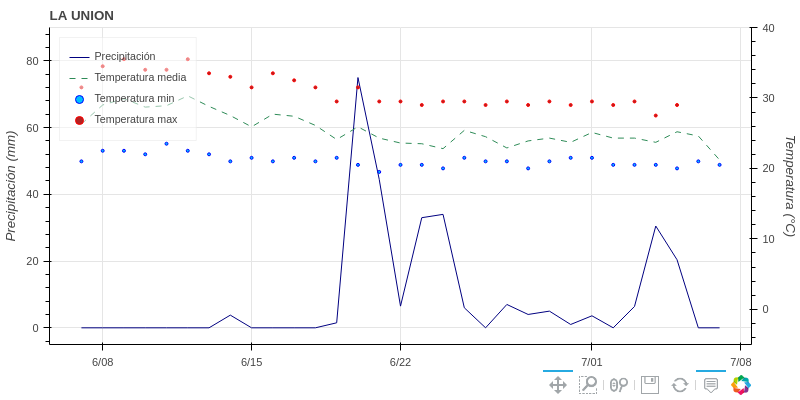 LA UNION
Precipitación
Temperatura media
Temperatura min
Temperatura max
80
60
40
20
0
Precipitación (mm)
40
30
20
10
0
Temperatura (°C)
6/08
6/15
6/22
7/01
7/08